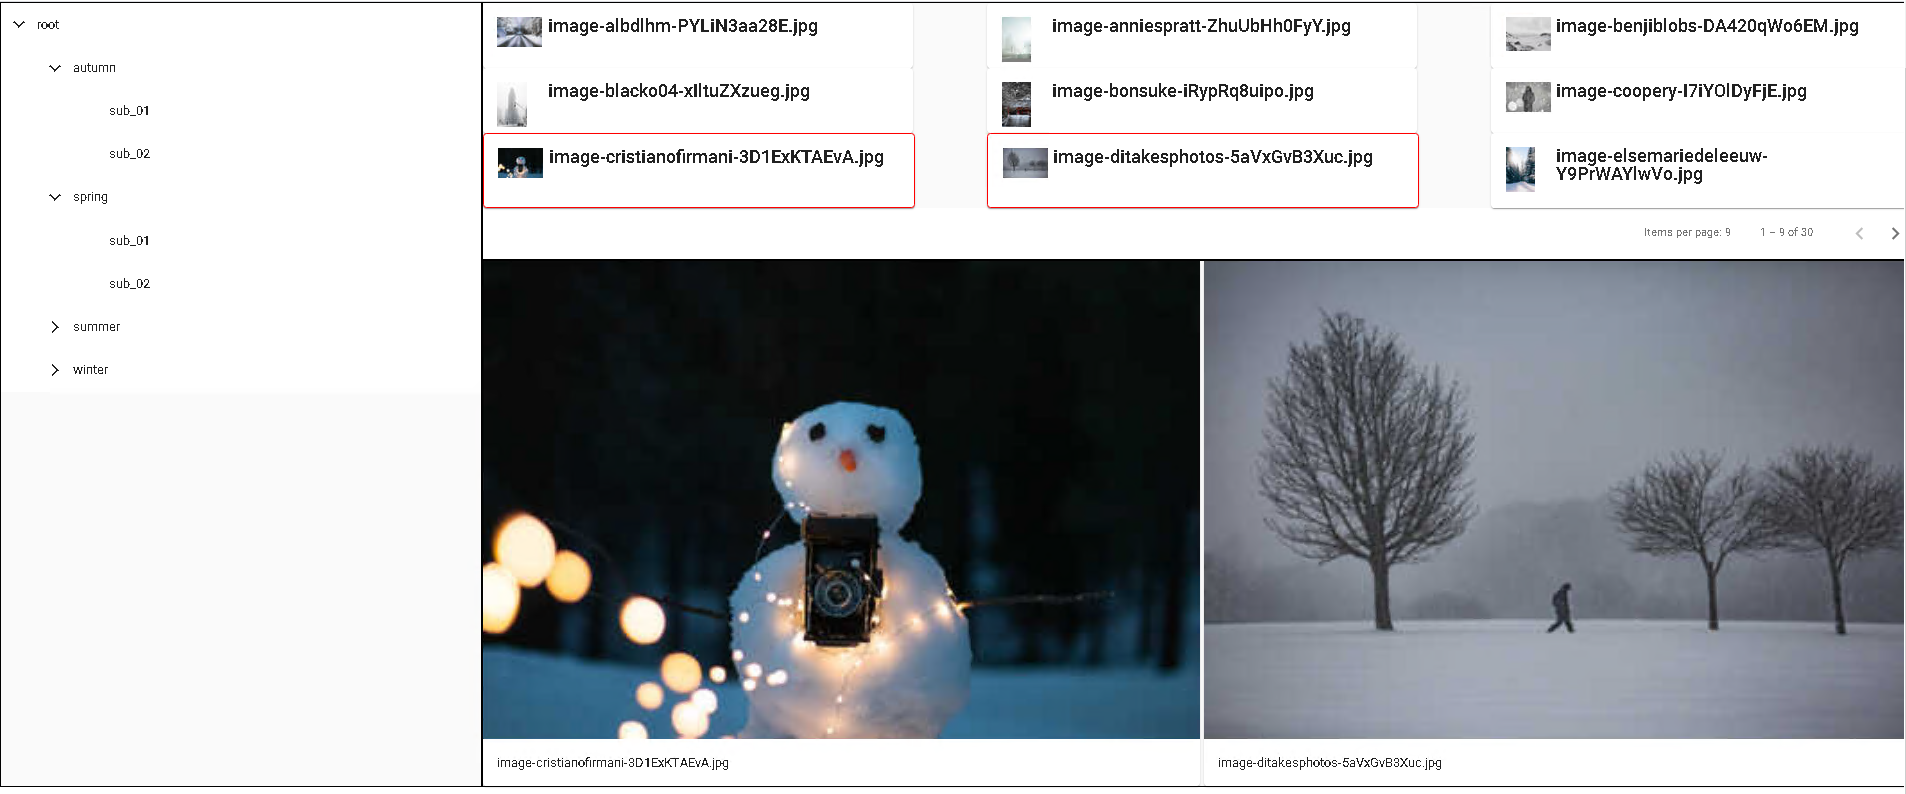 root
autumn
sub_01
sub_02
spring
sub_01
sub_02
summer
winter
image-albdlhm-PYLiN3aa28E.jpg
image-anniespratt-ZhuUbHh0FyY.jpg
image-benjiblobs-DA420qWo6EM.jpg
image-blacko04-xIltuZXzueg.jpg
image-bonsuke-iRypRq8uipo.jpg
image-coopery-I7iYOlDyFjE.jpg
image-cristianofirmani-3D1ExKTAEvA.jpg
image-ditakesphotos-5aVxGvB3Xuc.jpg
image-elsemariedeleeuw-
Y9PrWAYlwVo.jpg
Items per page: 9
1 – 9 of 30
image-cristianofirmani-3D1ExKTAEvA.jpg
image-ditakesphotos-5aVxGvB3Xuc.jpg